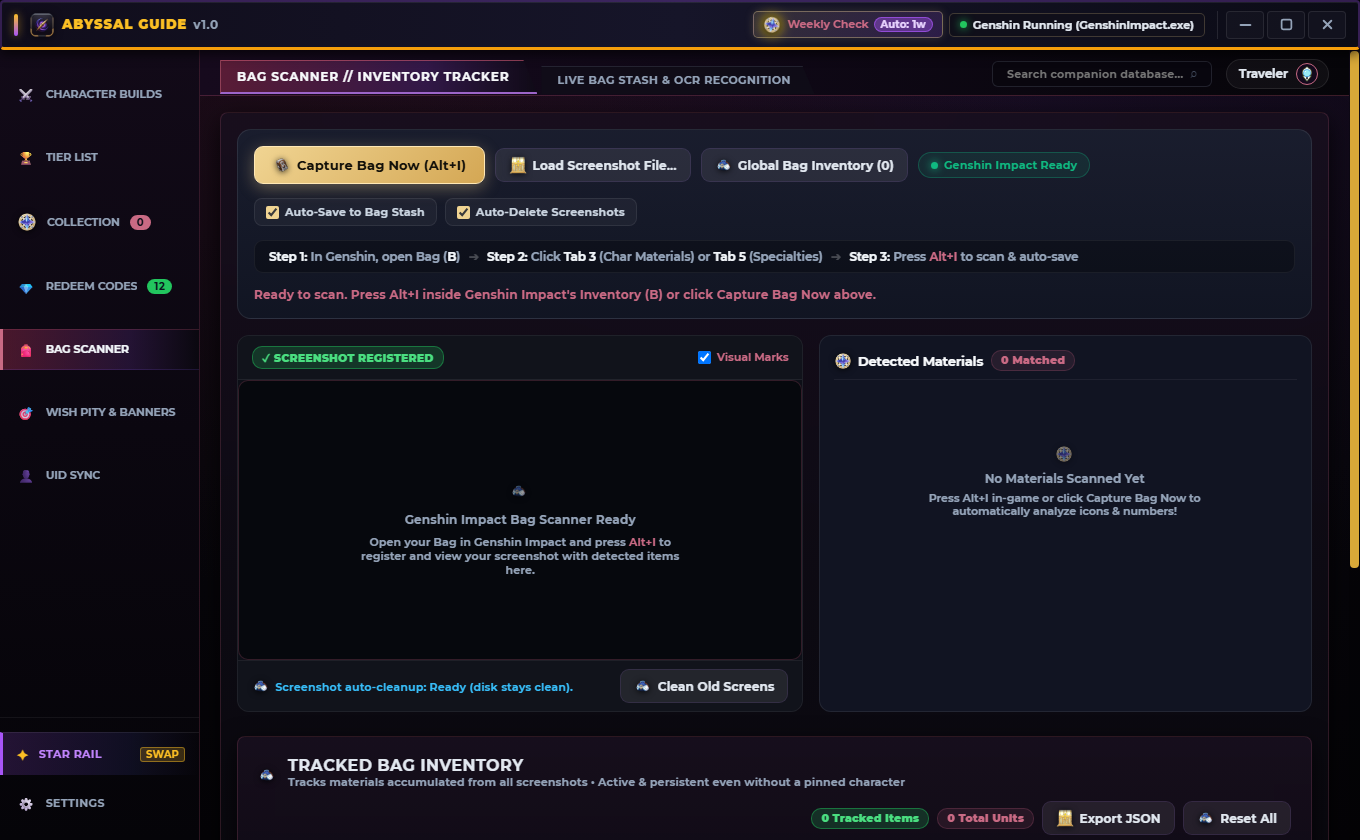 ABYSSAL GUIDE v1.0
Weekly Check Auto: 1w
Genshin Running (GenshinImpact.exe)
BAG SCANNER // INVENTORY TRACKER
LIVE BAG STASH & OCR RECOGNITION
Search companion database...
Traveler
CHARACTER BUILDS
TIER LIST
COLLECTION 0
REDEEM CODES 12
BAG SCANNER
WISH PITY & BANNERS
UID SYNC
STAR RAIL SWAP
SETTINGS
Capture Bag Now (Alt+I)
Load Screenshot File...
Global Bag Inventory (0)
Genshin Impact Ready
Auto-Save to Bag Stash
Auto-Delete Screenshots
Step 1: In Genshin, open Bag (B) → Step 2: Click Tab 3 (Char Materials) or Tab 5 (Specialties) → Step 3: Press Alt+I to scan & auto-save
Ready to scan. Press Alt+I inside Genshin Impact's Inventory (B) or click Capture Bag Now above.
✓ SCREENSHOT REGISTERED
Visual Marks
Genshin Impact Bag Scanner Ready
Open your Bag in Genshin Impact and press Alt+I to
register and view your screenshot with detected items
here.
Screenshot auto-cleanup: Ready (disk stays clean).
Clean Old Screens
Detected Materials 0 Matched
No Materials Scanned Yet
Press Alt+I in-game or click Capture Bag Now to
automatically analyze icons & numbers!
TRACKED BAG INVENTORY
Tracks materials accumulated from all screenshots • Active & persistent even without a pinned character
0 Tracked Items
0 Total Units
Export JSON
Reset All